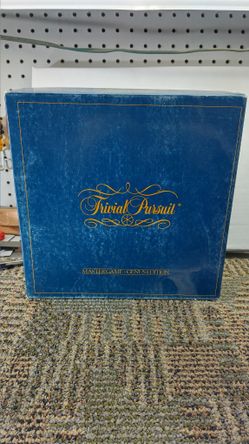 Trivial Pursuit®
MASTER GAME - GENUS EDITION